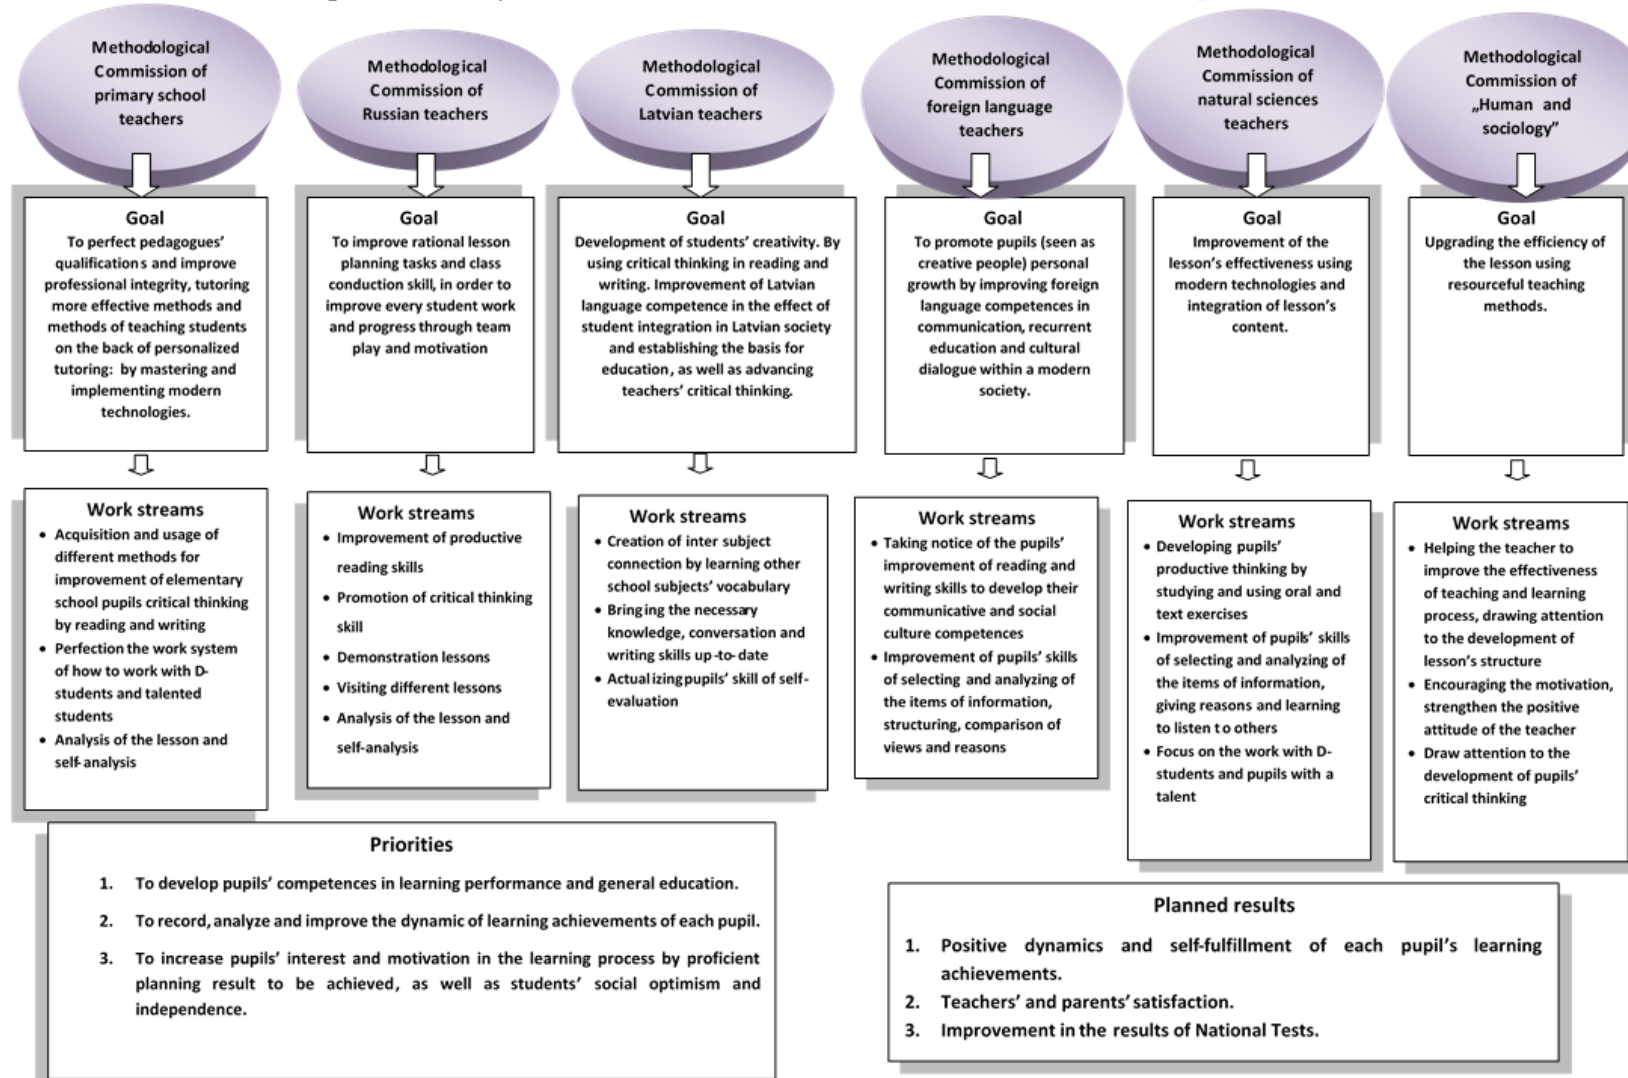 Methodological
Commission of
primary school
teachers
Methodological
Commission of
Russian teachers
Methodological
Commission of
Latvian teachers
Methodological
Commission of
foreign language
teachers
Methodological
Commission of
natural sciences
teachers
Methodological
Commission of
„Human and
sociology”
Goal
To perfect pedagogues’
qualifications and improve
professional integrity, tutoring
more effective methods and
methods of teaching students
on the back of personalized
tutoring: by mastering and
implementing modern
technologies.
Goal
To improve rational lesson
planning tasks and class
conduction skill, in order to
improve every student work
and progress through team
play and motivation
Goal
Development of students’ creativity. By
using critical thinking in reading and
writing. Improvement of Latvian
language competence in the effect of
student integration in Latvian society
and establishing the basis for
education, as well as advancing
teachers’ critical thinking.
Goal
To promote pupils (seen as
creative people) personal
growth by improving foreign
language competences in
communication, recurrent
education and cultural
dialogue within a modern
society.
Goal
Improvement of the
lesson’s effectiveness using
modern technologies and
integration of lesson’s
content.
Goal
Upgrading the efficiency of
the lesson using
resourceful teaching
methods.
Work streams
• Acquisition and usage of
different methods for
improvement of elementary
school pupils critical thinking
by reading and writing
• Perfection the work system
of how to work with D-
students and talented
students
• Analysis of the lesson and
self-analysis
Work streams
• Improvement of productive
reading skills
• Promotion of critical thinking
skill
• Demonstration lessons
• Visiting different lessons
• Analysis of the lesson and
self-analysis
Work streams
• Creation of inter subject
connection by learning other
school subjects’ vocabulary
• Bringing the necessary
knowledge, conversation and
writing skills up-to-date
• Actualizing pupils’ skill of self-
evaluation
Work streams
• Taking notice of the pupils’
improvement of reading and
writing skills to develop their
communicative and social
culture competences
• Improvement of pupils’ skills
of selecting and analyzing of
the items of information,
structuring, comparison of
views and reasons
Work streams
• Developing pupils’
productive thinking by
studying and using oral and
text exercises
• Improvement of pupils’ skills
of selecting and analyzing of
the items of information,
giving reasons and learning
to listen to others
• Focus on the work with D-
students and pupils with a
talent
Work streams
• Helping the teacher to
improve the effectiveness
of teaching and learning
process, drawing attention
to the development of
lesson’s structure
• Encouraging the motivation,
strengthen the positive
attitude of the teacher
• Draw attention to the
development of pupils’
critical thinking
Priorities
1. To develop pupils’ competences in learning performance and general education.
2. To record, analyze and improve the dynamic of learning achievements of each pupil.
3. To increase pupils’ interest and motivation in the learning process by proficient
planning result to be achieved, as well as students’ social optimism and
independence.
Planned results
1. Positive dynamics and self-fulfillment of each pupil’s learning
achievements.
2. Teachers’ and parents’ satisfaction.
3. Improvement in the results of National Tests.